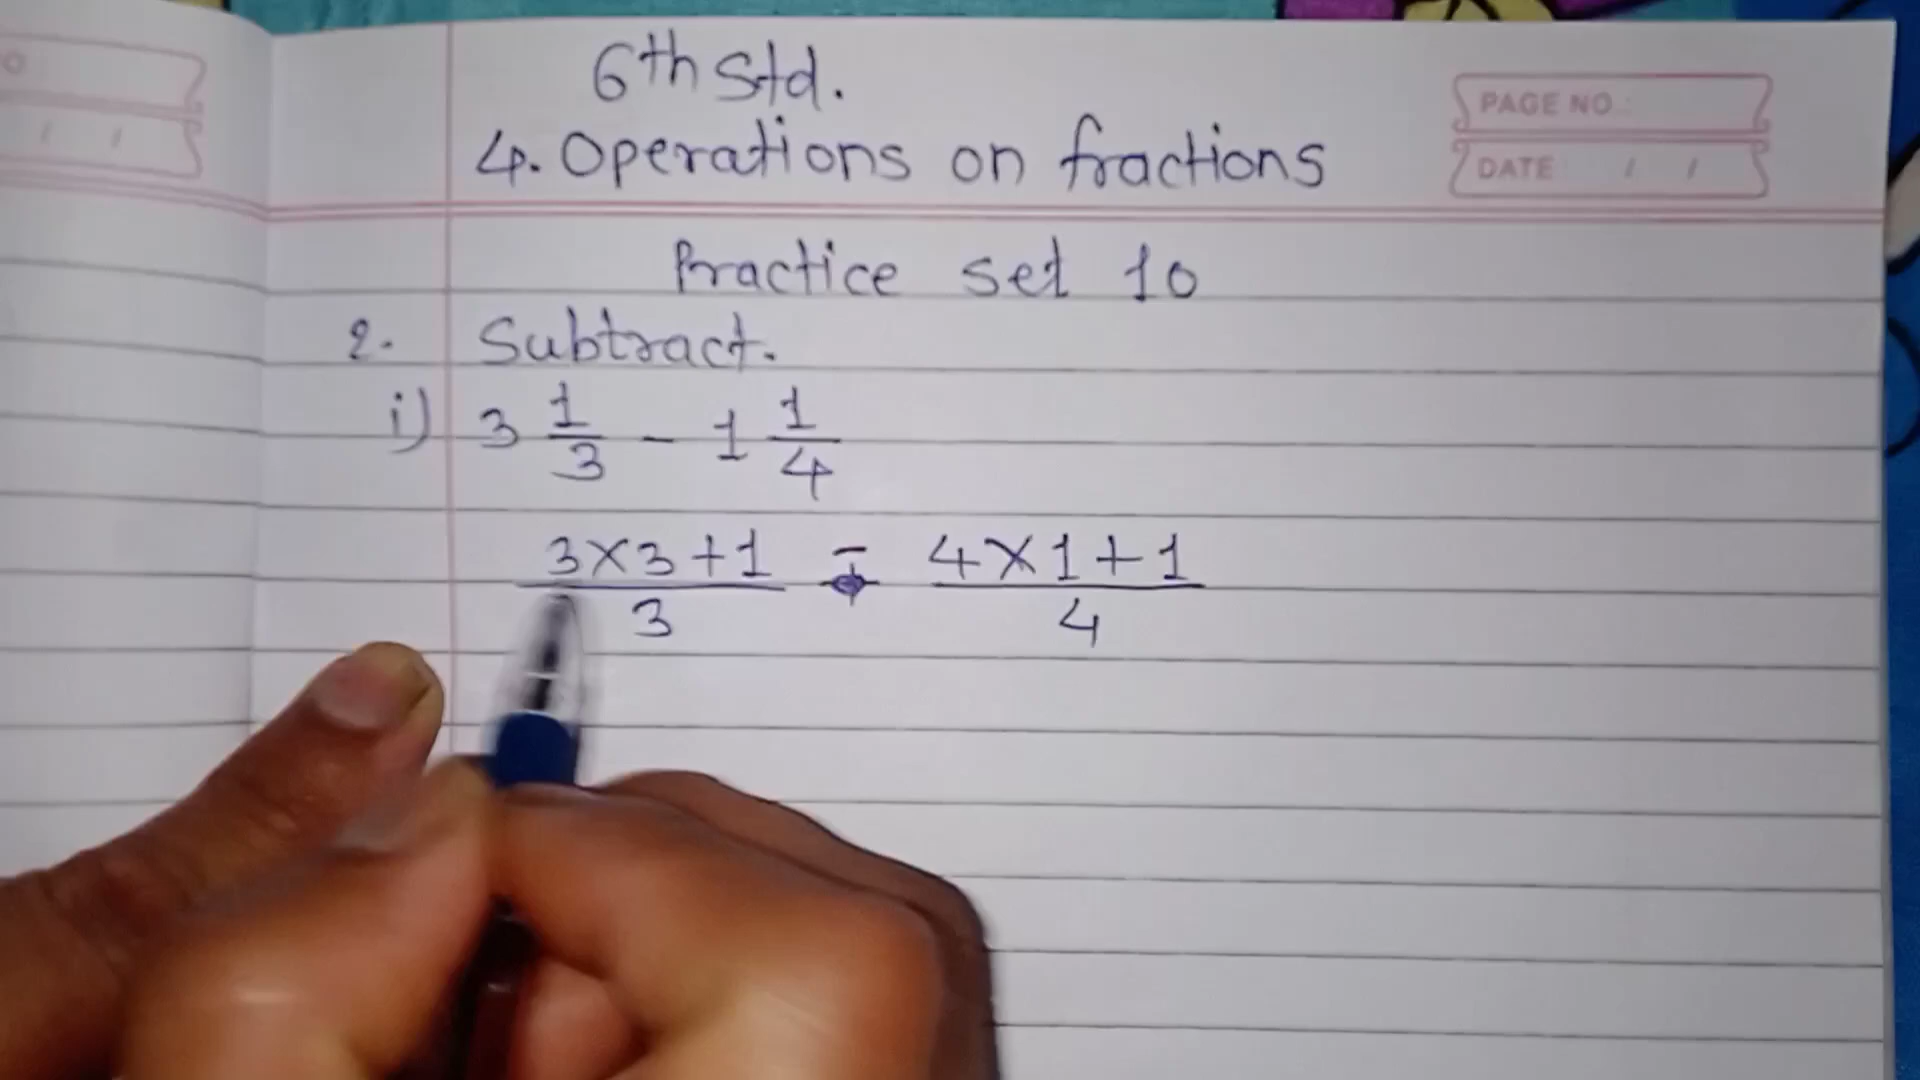 6th Std.
4. Operations on fractions
PAGE NO.:
DATE / /
Practice set 10
2. Subtract.
i) 3 1/3 - 1 1/4
3×3+1/3 - 4×1+1/4